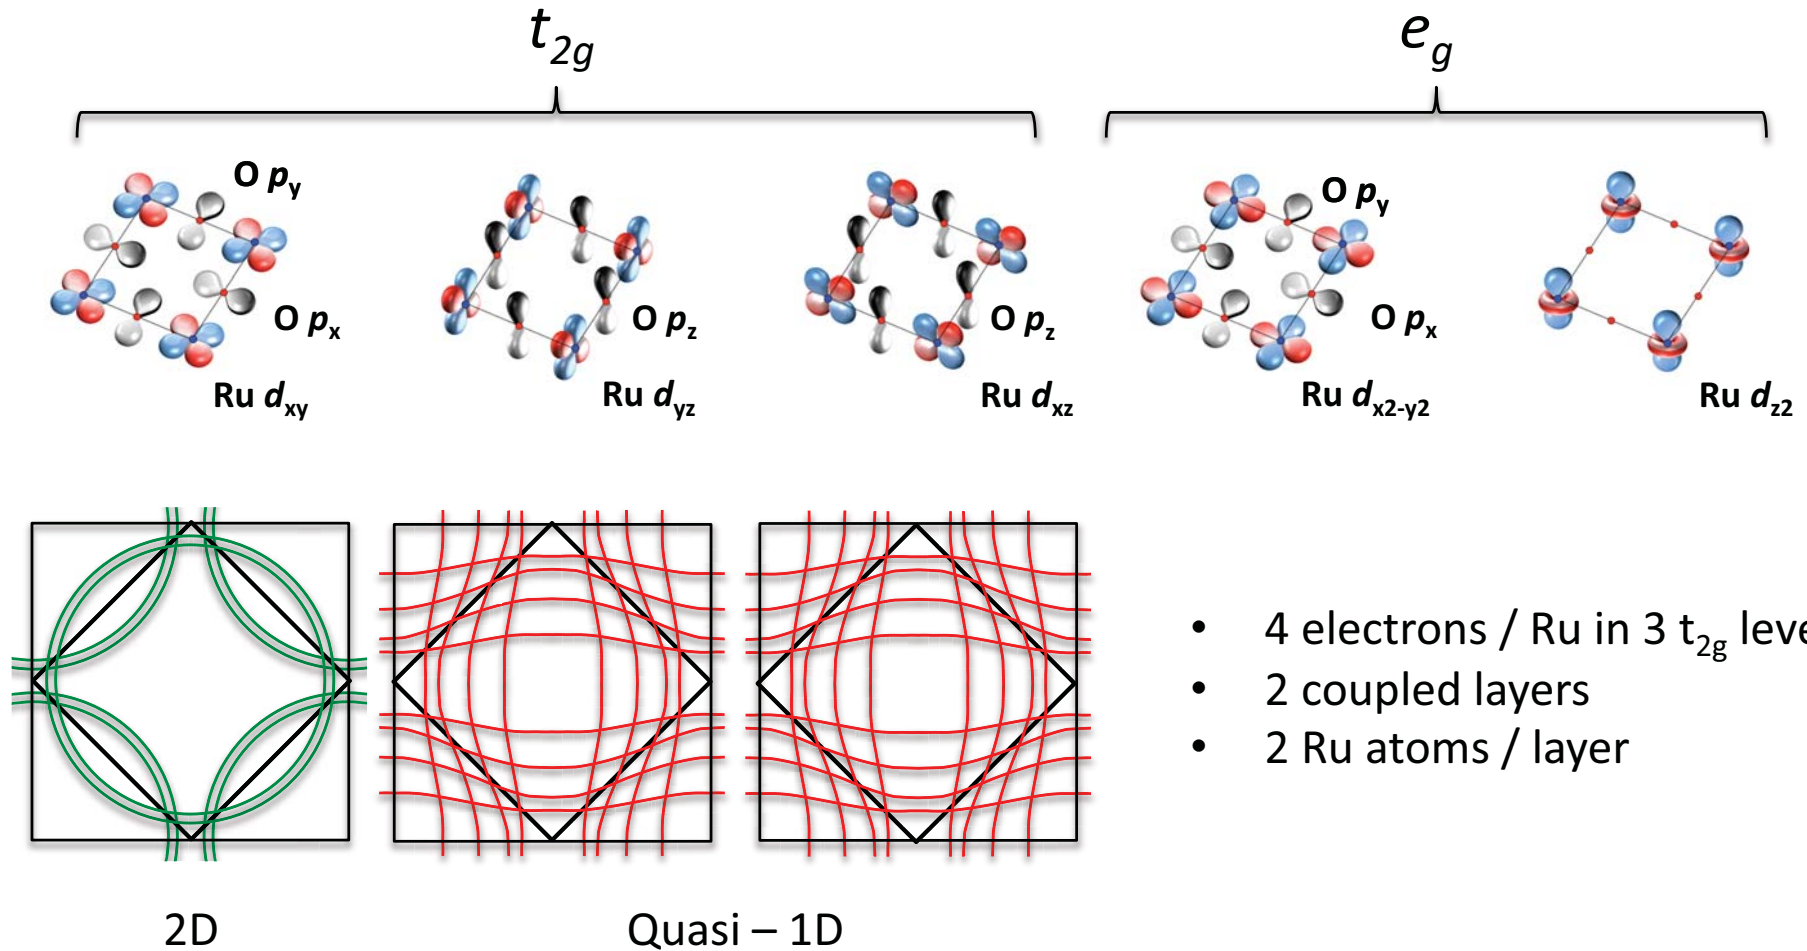 t2g
eg
O py
O px
Ru dxy
O pz
Ru dyz
O pz
Ru dxz
O py
O px
Ru dx2-y2
Ru dz2
• 4 electrons / Ru in 3 t2g leve
• 2 coupled layers
• 2 Ru atoms / layer
2D
Quasi – 1D